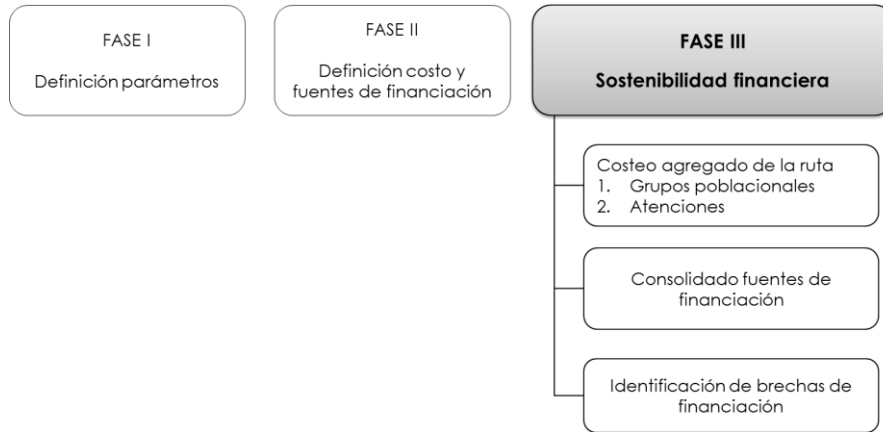 FASE I
Definición parámetros
FASE II
Definición costo y
fuentes de financiación
FASE III
Sostenibilidad financiera
Costeo agregado de la ruta
1. Grupos poblacionales
2. Atenciones
Consolidado fuentes de
financiación
Identificación de brechas de
financiación